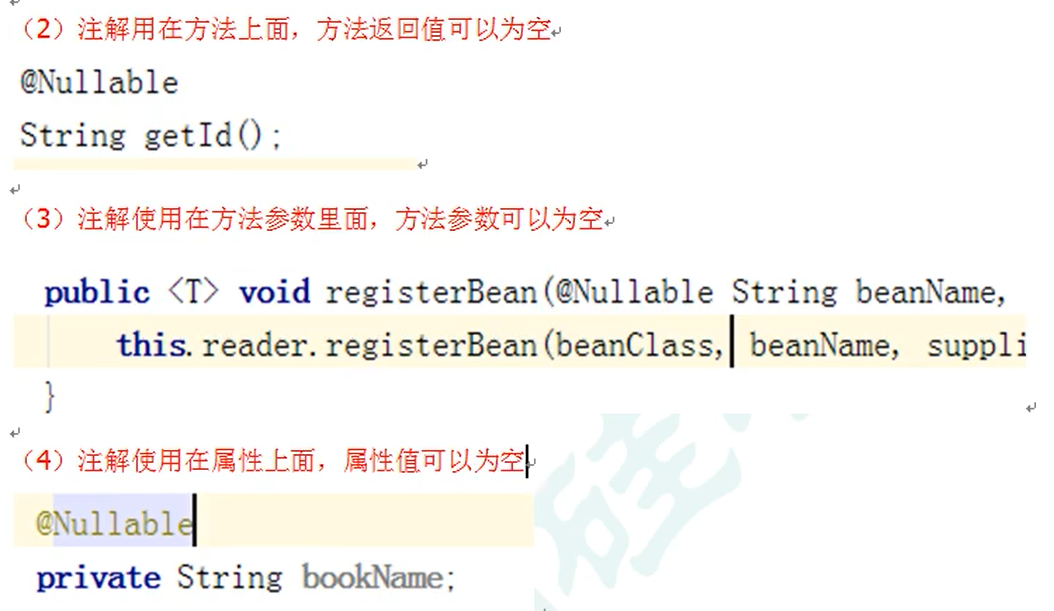 （2）注解用在方法上面，方法返回值可以为空
@Nullable
String getId();
（3）注解使用在方法参数里面，方法参数可以为空
public <T> void registerBean(@Nullable String beanName,
this.reader.registerBean(beanClass, beanName, suppli
}
（4）注解使用在属性上面，属性值可以为空
@Nullable
private String bookName;
硅